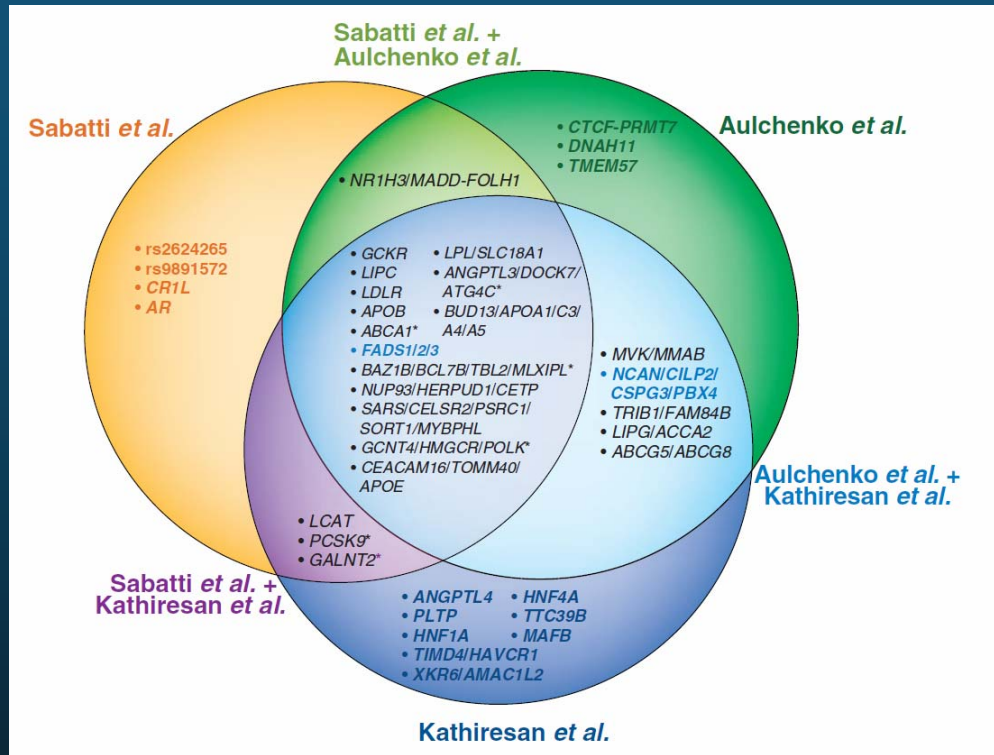 Sabatti et al. +
Aulchenko et al.
Sabatti et al.
Aulchenko et al.
• CTCF-PRMT7
• DNAH11
• TMEM57
• NR1H3/MADD-FOLH1
• rs2624265
• rs9891572
• CR1L
• AR
• GCKR • LPL/SLC18A1
• LIPC • ANGPTL3/DOCK7/
• LDLR ATG4C*
• APOB • BUD13/APOA1/C3/
• ABCA1* A4/A5
• FADS1/2/3
• BAZ1B/BCL7B/TBL2/MLXIPL*
• NUP93/HERPUD1/CETP
• SARS/CELSR2/PSRC1/
SORT1/MYBPHL
• GCNT4/HMGCR/POLK*
• CEACAM16/TOMM40/
APOE
• MVK/MMAB
• NCAN/CILP2/
CSPG3/PBX4
• TRIB1/FAM84B
• LIPG/ACCA2
• ABCG5/ABCG8
Aulchenko et al. +
Kathiresan et al.
• LCAT
• PCSK9*
• GALNT2*
Sabatti et al. +
Kathiresan et al.
• ANGPTL4 • HNF4A
• PLTP • TTC39B
• HNF1A • MAFB
• TIMD4/HAVCR1
• XKR6/AMAC1L2
Kathiresan et al.